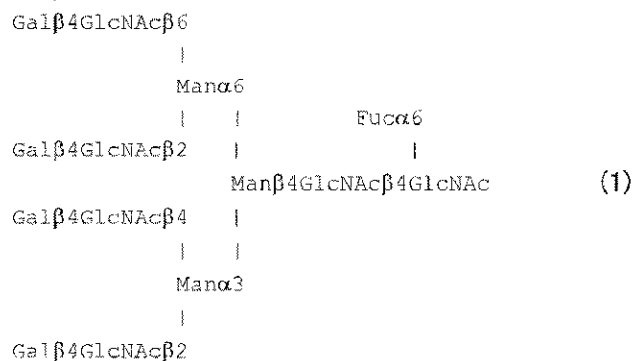 Galβ4GlcNAcβ6
|
Manα6
| | Fucα6
Galβ4GlcNAcβ2 | |
Manβ4GlcNAcβ4GlcNAc (1)
Galβ4GlcNAcβ4 |
| |
Manα3
|
Galβ4GlcNAcβ2